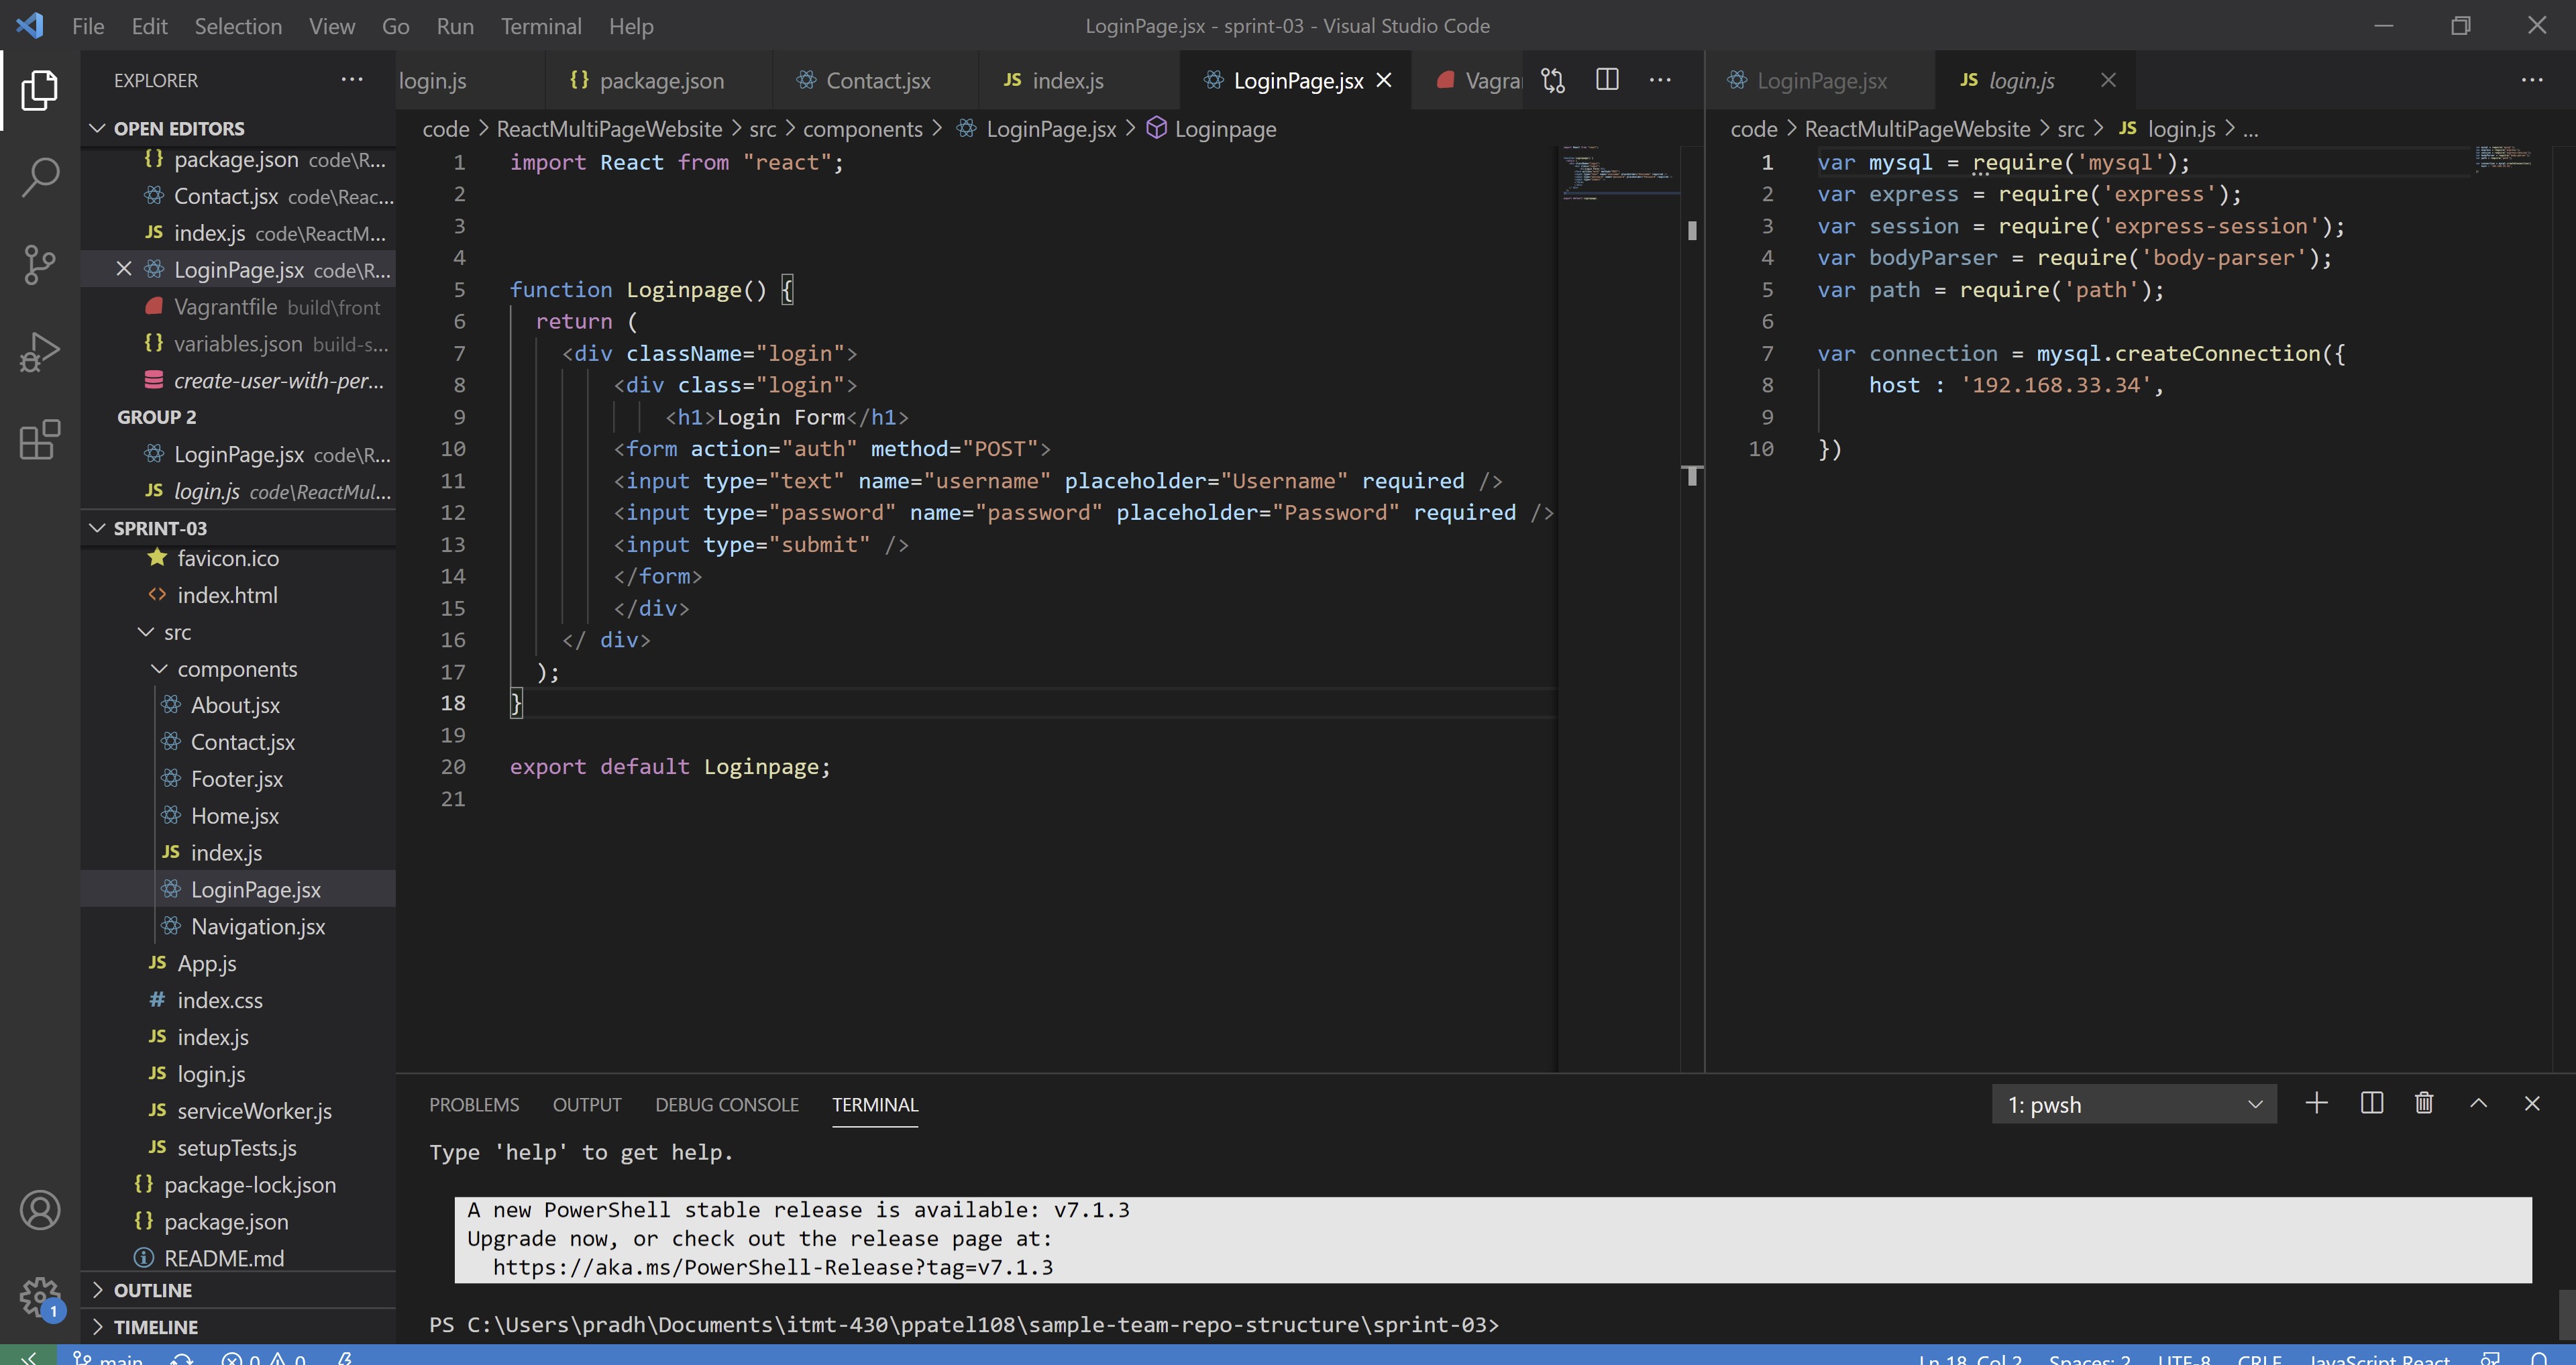 File Edit Selection View Go Run Terminal Help
LoginPage.jsx - sprint-03 - Visual Studio Code
EXPLORER
login.js
package.json
Contact.jsx
index.js
LoginPage.jsx
LoginPage.jsx
login.js
OPEN EDITORS
package.json code\R...
Contact.jsx code\Reac...
index.js code\ReactM...
LoginPage.jsx code\R...
Vagrantfile build\front
variables.json build-s...
create-user-with-per...
GROUP 2
LoginPage.jsx code\R...
login.js code\ReactMul...
SPRINT-03
favicon.ico
index.html
src
components
About.jsx
Contact.jsx
Footer.jsx
Home.jsx
index.js
LoginPage.jsx
Navigation.jsx
App.js
index.css
index.js
login.js
serviceWorker.js
setupTests.js
package-lock.json
package.json
README.md
OUTLINE
TIMELINE
code > ReactMultiPageWebsite > src > components > LoginPage.jsx > Loginpage
1 import React from "react";
2
3
4
5 function Loginpage() {
6 return (
7 <div className="login">
8 <div class="login">
9 <h1>Login Form</h1>
10 <form action="auth" method="POST">
11 <input type="text" name="username" placeholder="Username" required />
12 <input type="password" name="password" placeholder="Password" required />
13 <input type="submit" />
14 </form>
15 </div>
16 </ div>
17 );
18 }
19
20 export default Loginpage;
21
code > ReactMultiPageWebsite > src > JS login.js > ...
1 var mysql = require('mysql');
2 var express = require('express');
3 var session = require('express-session');
4 var bodyParser = require('body-parser');
5 var path = require('path');
6
7 var connection = mysql.createConnection({
8 host : '192.168.33.34',
9
10 })
PROBLEMS OUTPUT DEBUG CONSOLE TERMINAL
1: pwsh
Type 'help' to get help.
A new PowerShell stable release is available: v7.1.3
Upgrade now, or check out the release page at:
https://aka.ms/PowerShell-Release?tag=v7.1.3
PS C:\Users\pradh\Documents\itmt-430\ppatel108\sample-team-repo-structure\sprint-03>
1
main 0 0
Ln 18, Col 2 Spaces: 2 UTF-8 CRLF JavaScript React